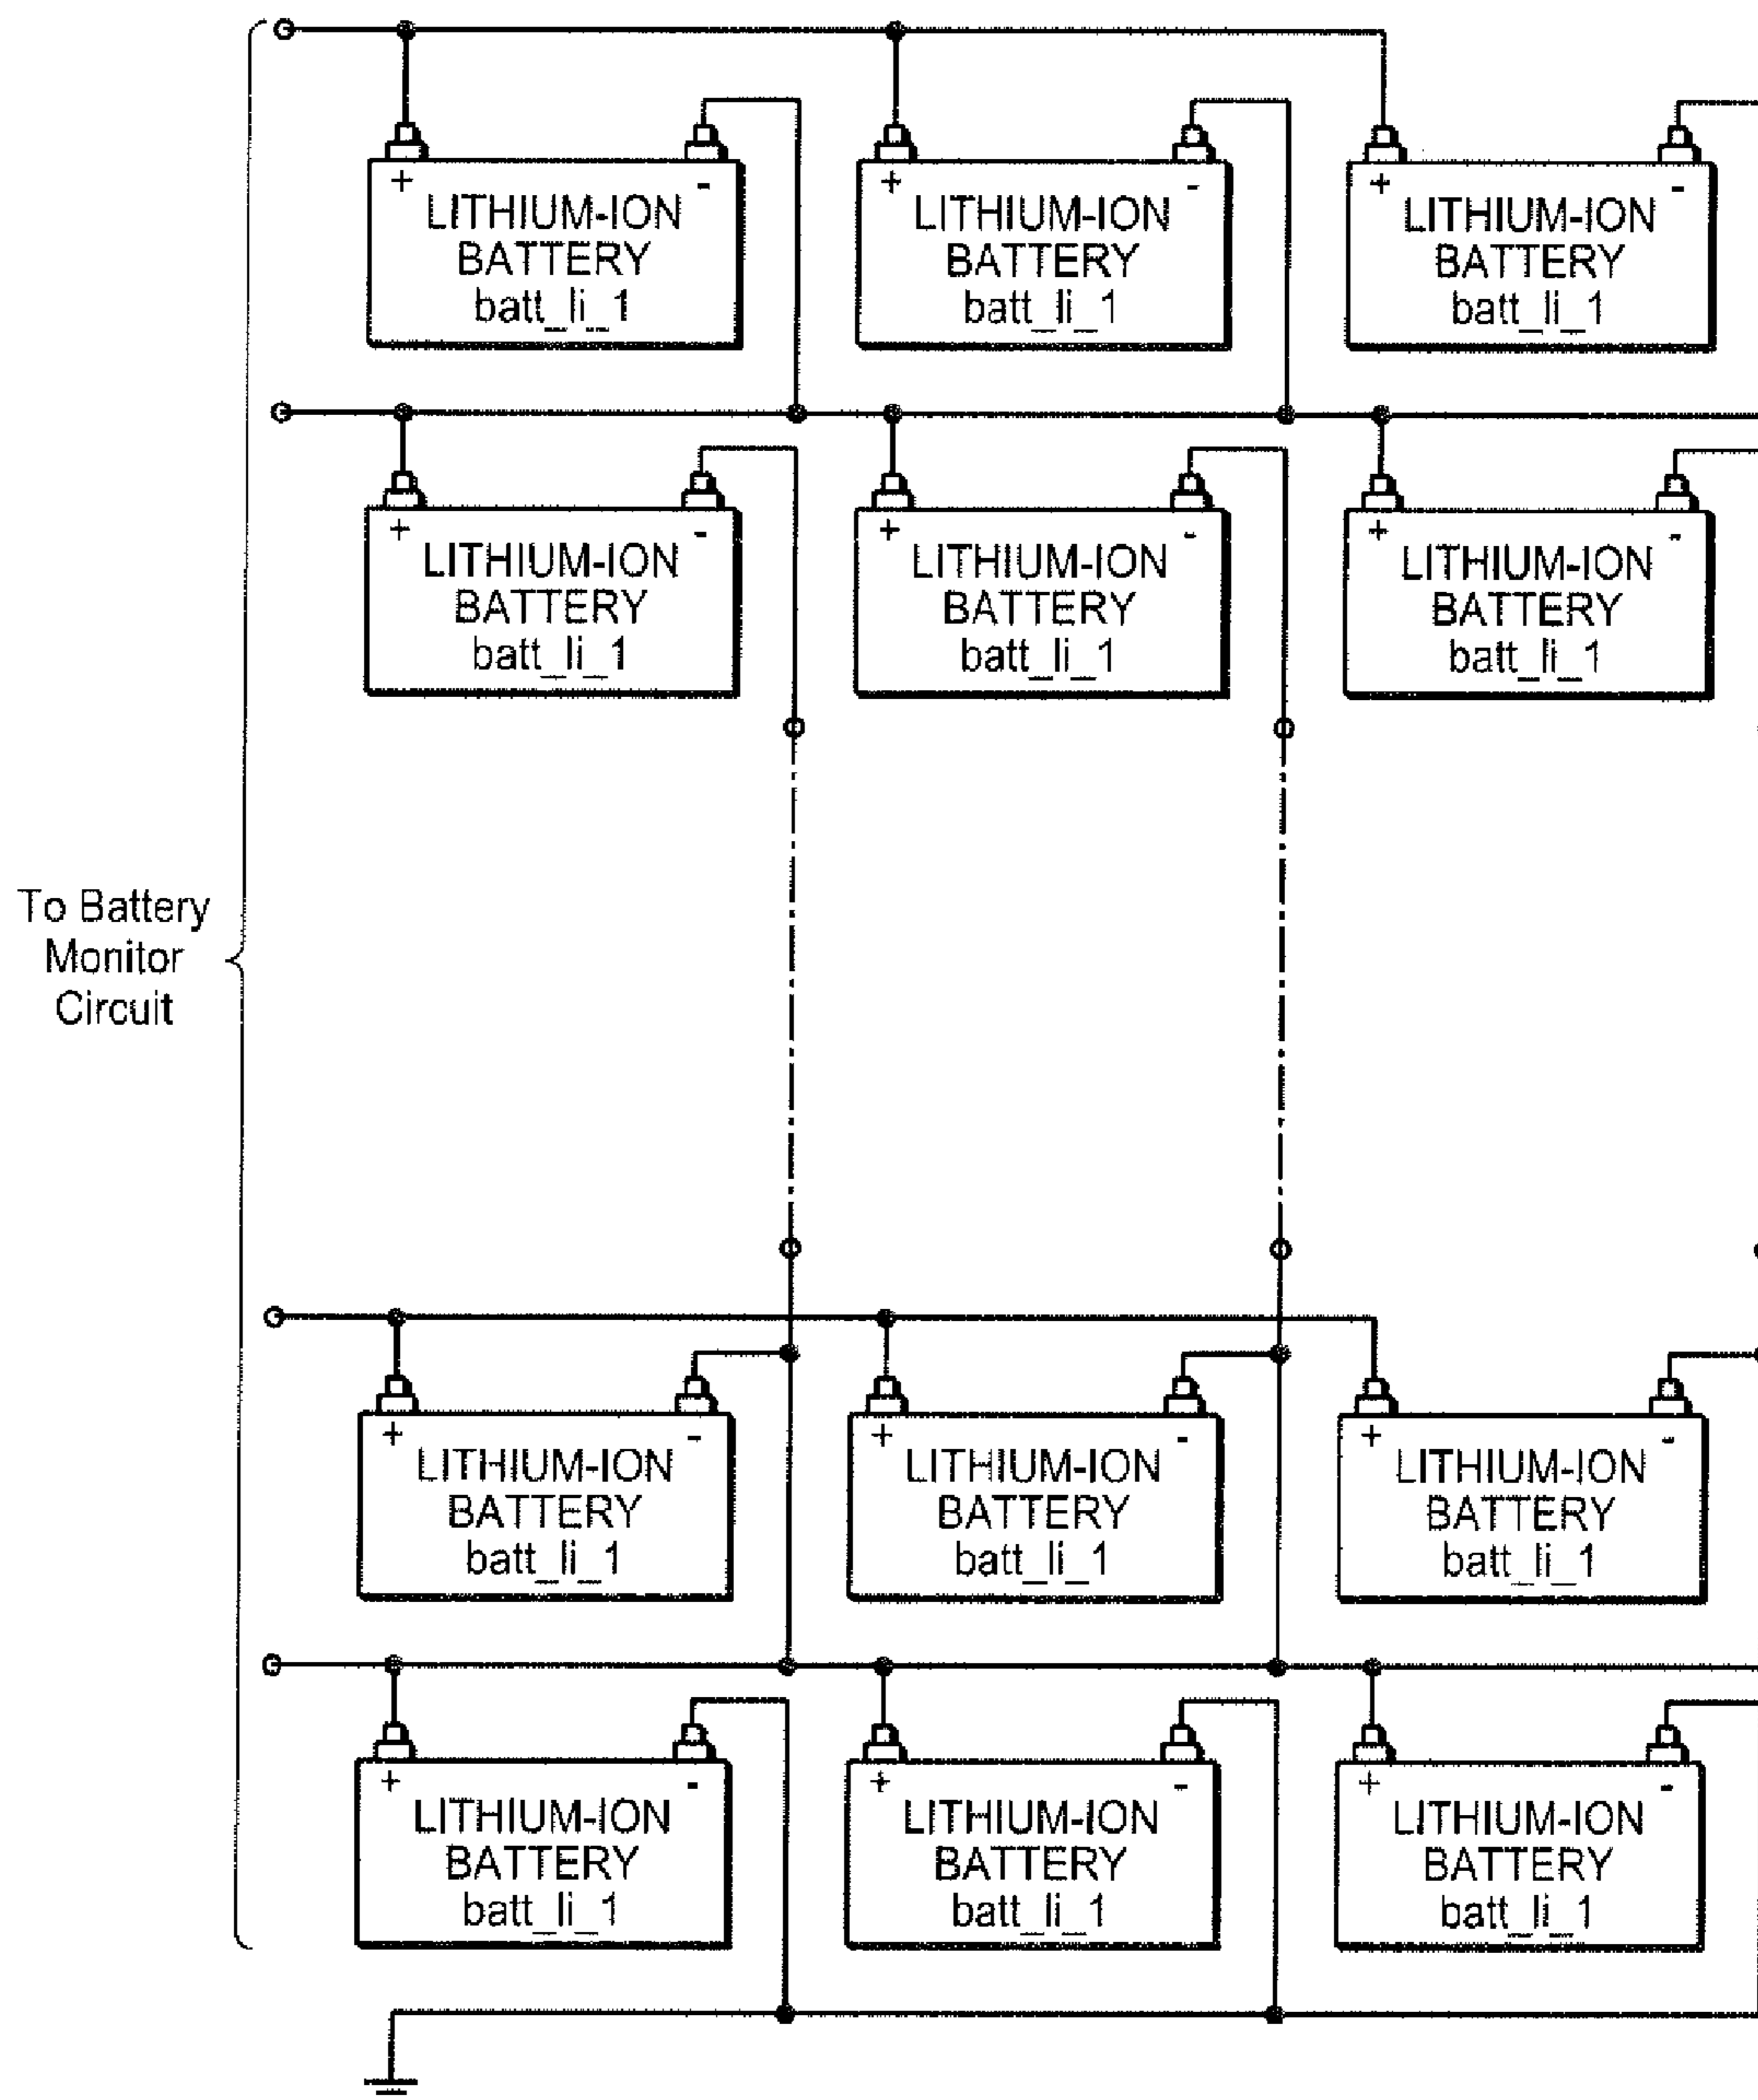 LITHIUM-ION
BATTERY
batt_li_1
+ -
LITHIUM-ION
BATTERY
batt_li_1
+ -
LITHIUM-ION
BATTERY
batt_li_1
+ -
LITHIUM-ION
BATTERY
batt_li_1
+ -
LITHIUM-ION
BATTERY
batt_li_1
+ -
LITHIUM-ION
BATTERY
batt_li_1
+ -
To Battery
Monitor
Circuit
LITHIUM-ION
BATTERY
batt_li_1
+ -
LITHIUM-ION
BATTERY
batt_li_1
+ -
LITHIUM-ION
BATTERY
batt_li_1
+ -
LITHIUM-ION
BATTERY
batt_li_1
+ -
LITHIUM-ION
BATTERY
batt_li_1
+ -
LITHIUM-ION
BATTERY
batt_li_1
+ -